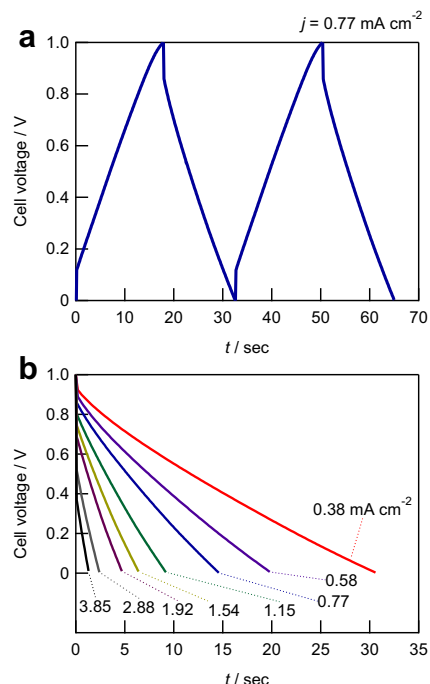 a
j = 0.77 mA cm⁻²
Cell voltage / V
1.0
0.8
0.6
0.4
0.2
0
0 10 20 30 40 50 60 70
t / sec
b
Cell voltage / V
1.0
0.8
0.6
0.4
0.2
0
0.38 mA cm⁻²
0.58
0.77
1.15
1.54
1.92
2.88
3.85
0 5 10 15 20 25 30 35
t / sec